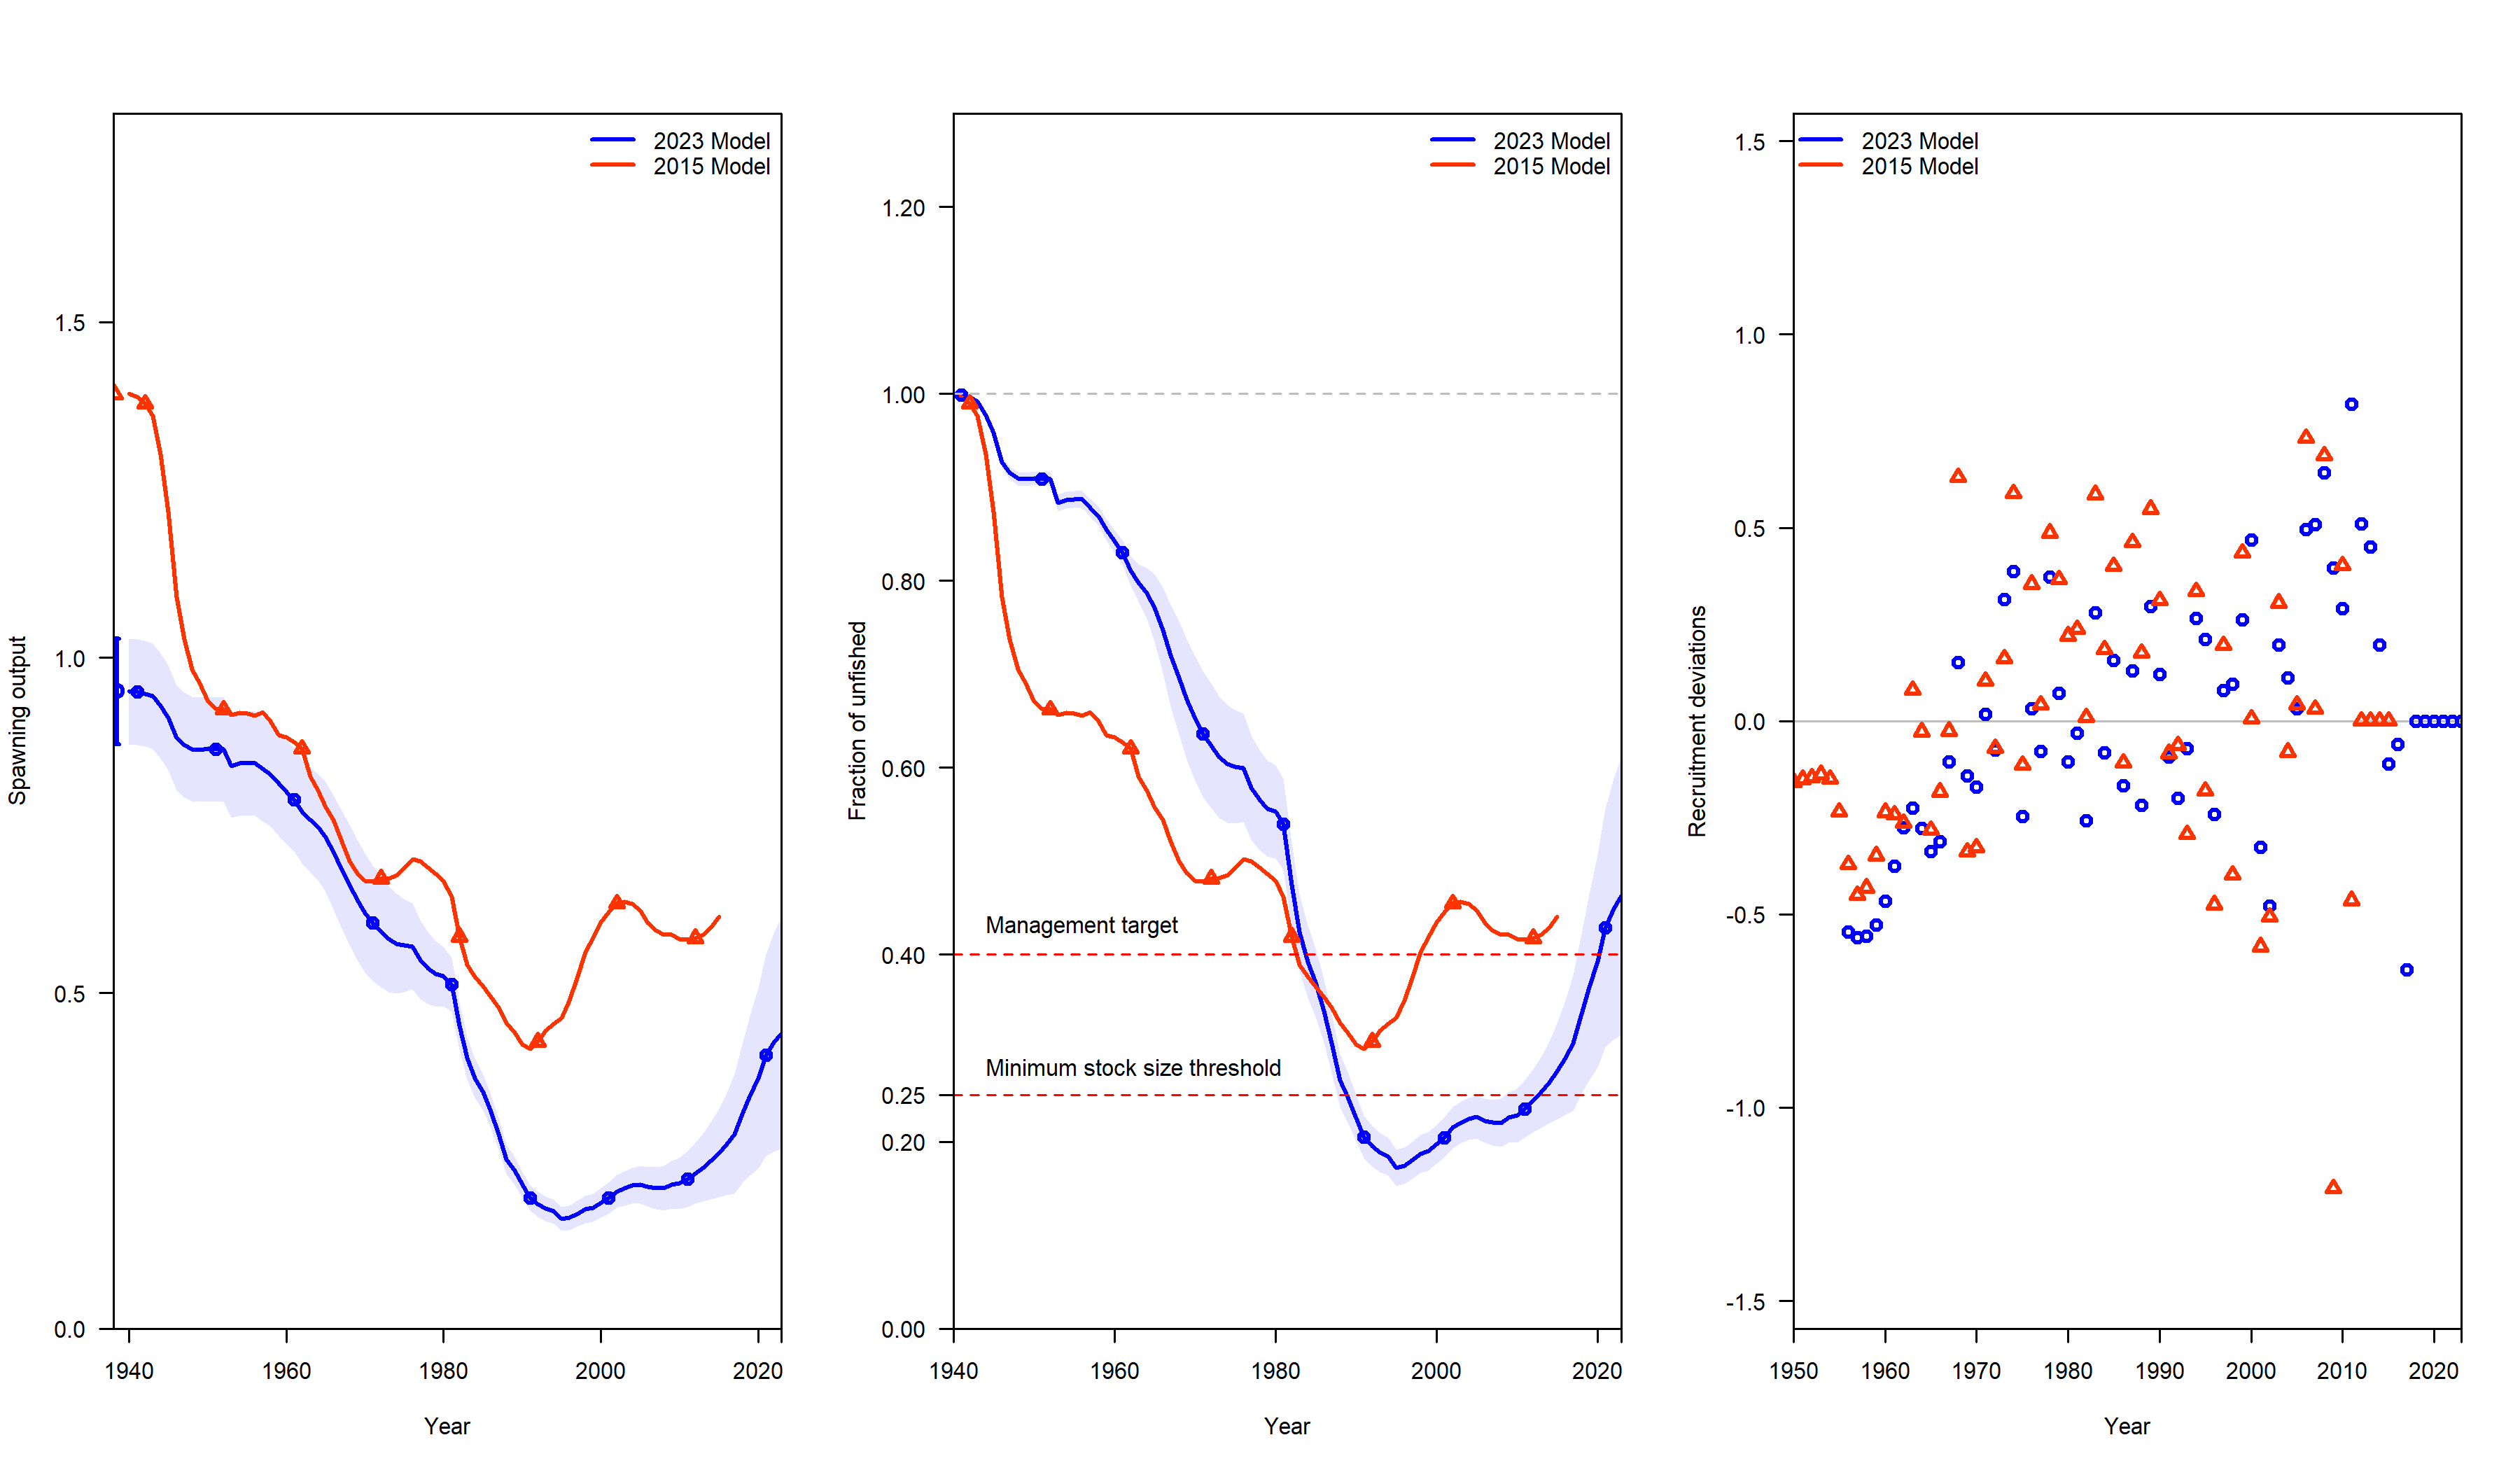 2023 Model
2015 Model
Spawning output
1.5
1.0
0.5
0.0
1940 1960 1980 2000 2020
Year
2023 Model
2015 Model
Fraction of unfished
1.20
1.00
0.80
0.60
0.40
0.25
0.20
0.00
Management target
Minimum stock size threshold
1940 1960 1980 2000 2020
Year
2023 Model
2015 Model
Recruitment deviations
1.5
1.0
0.5
0.0
-0.5
-1.0
-1.5
1950 1960 1970 1980 1990 2000 2010 2020
Year